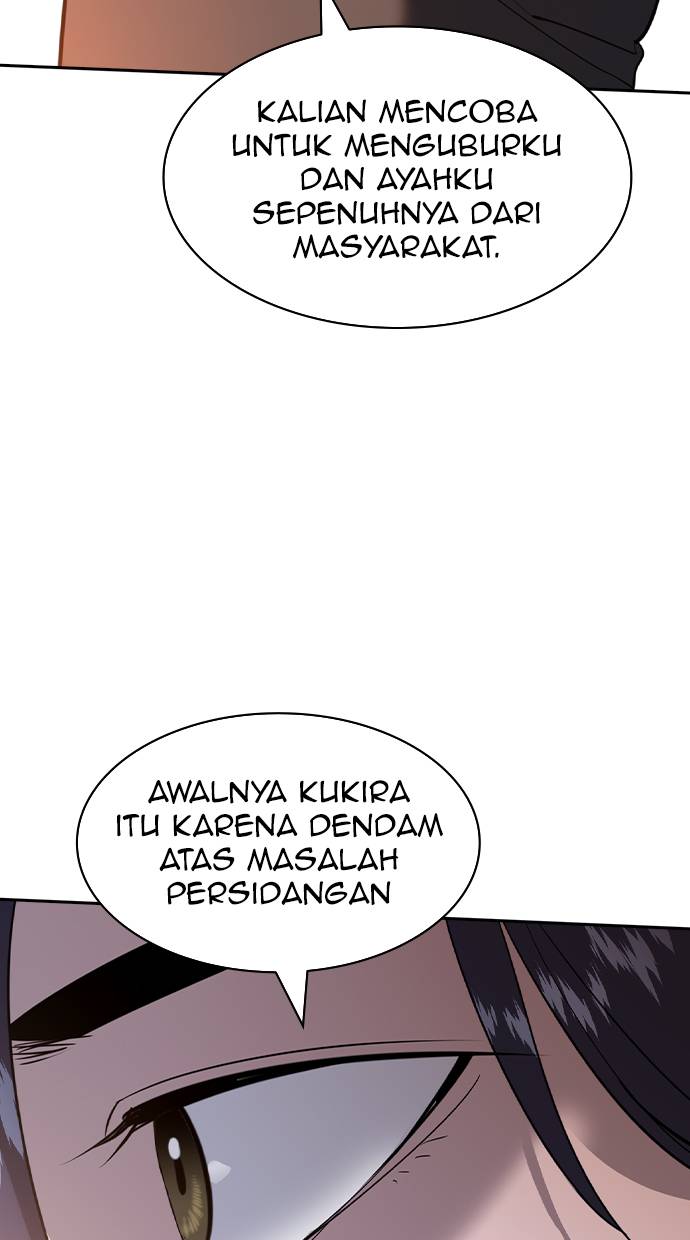 KALIAN MENCOBA
UNTUK MENGUBURKU
DAN AYAHKU
SEPENUHNYA DARI
MASYARAKAT.
AWALNYA KUKIRA
ITU KARENA DENDAM
ATAS MASALAH
PERSIDANGAN